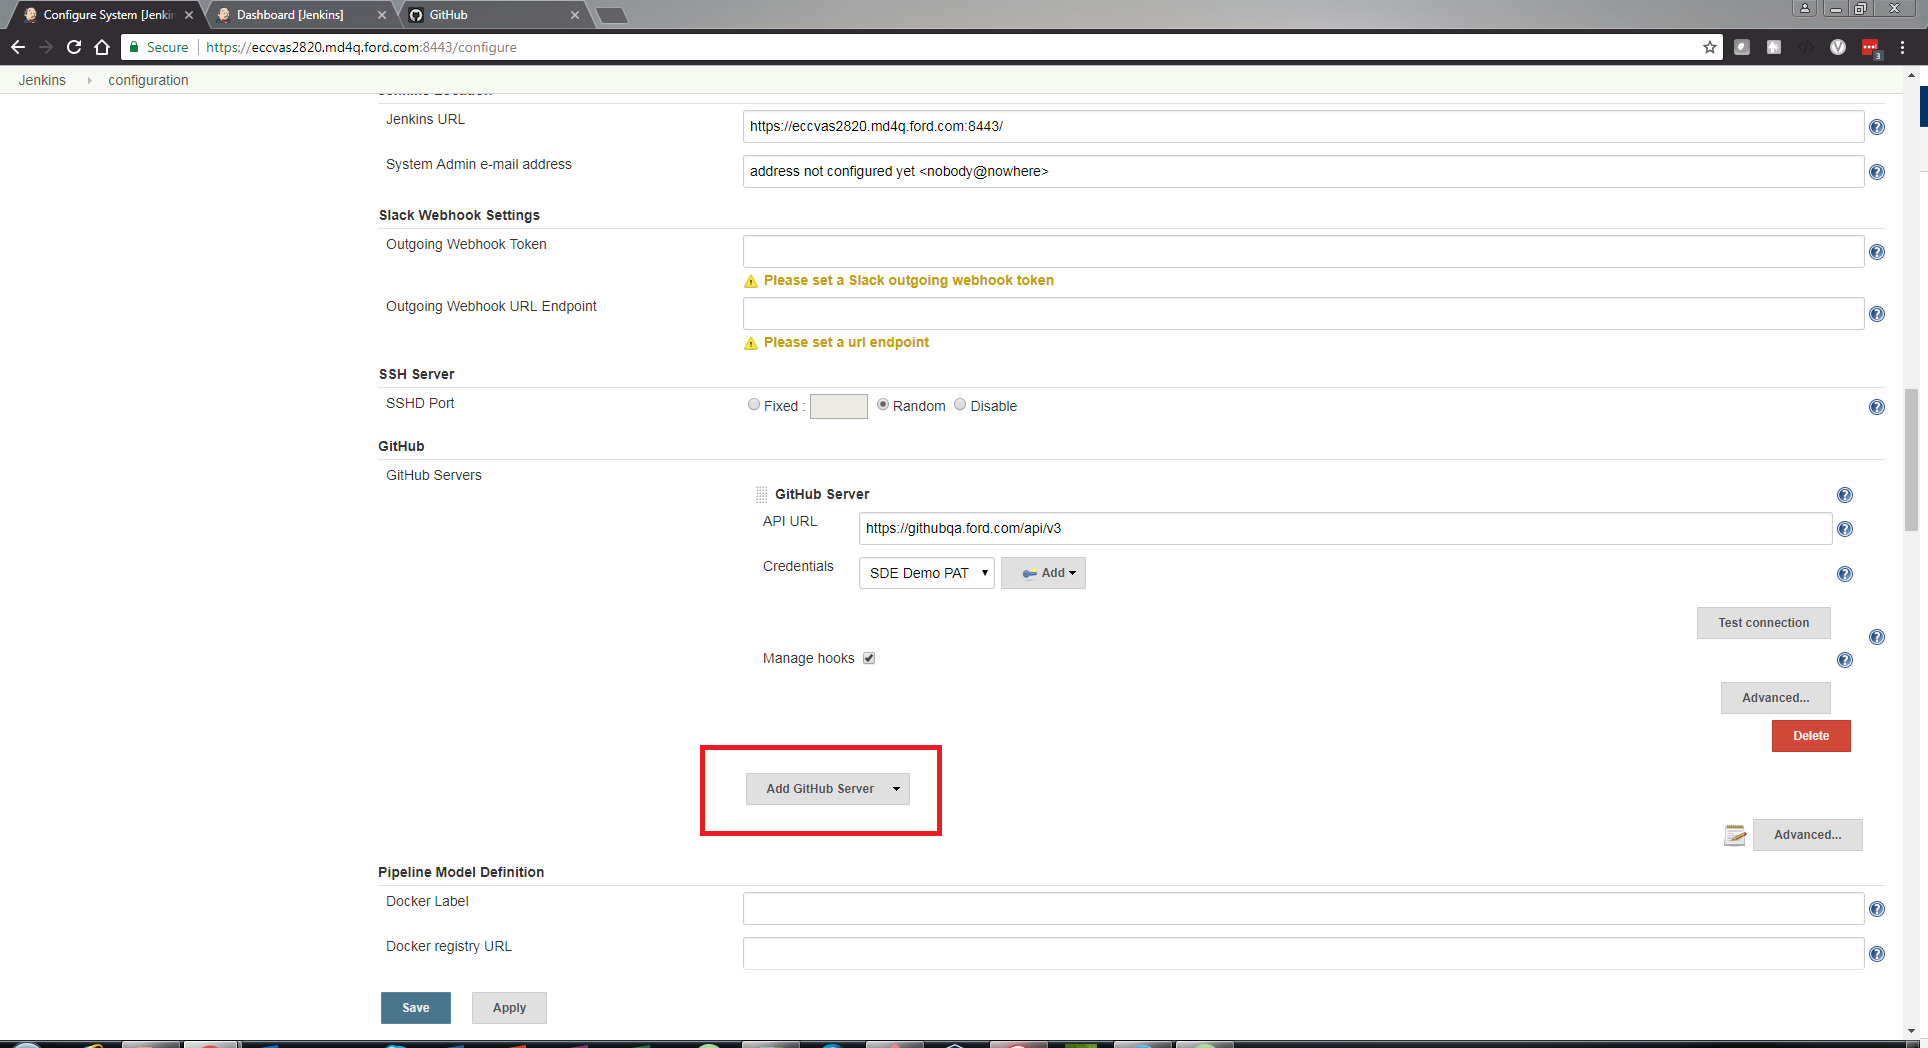 Configure System [Jenkin
Dashboard [Jenkins]
GitHub
Secure https://eccvas2820.md4q.ford.com:8443/configure
3
Jenkins configuration
Jenkins Location
Jenkins URL https://eccvas2820.md4q.ford.com:8443/
System Admin e-mail address address not configured yet <nobody@nowhere>
Slack Webhook Settings
Outgoing Webhook Token
Please set a Slack outgoing webhook token
Outgoing Webhook URL Endpoint
Please set a url endpoint
SSH Server
SSHD Port Fixed : Random Disable
GitHub
GitHub Servers
GitHub Server
API URL https://githubqa.ford.com/api/v3
Credentials SDE Demo PAT Add
Test connection
Manage hooks
Advanced...
Delete
Add GitHub Server
Advanced...
Pipeline Model Definition
Docker Label
Docker registry URL
Save Apply